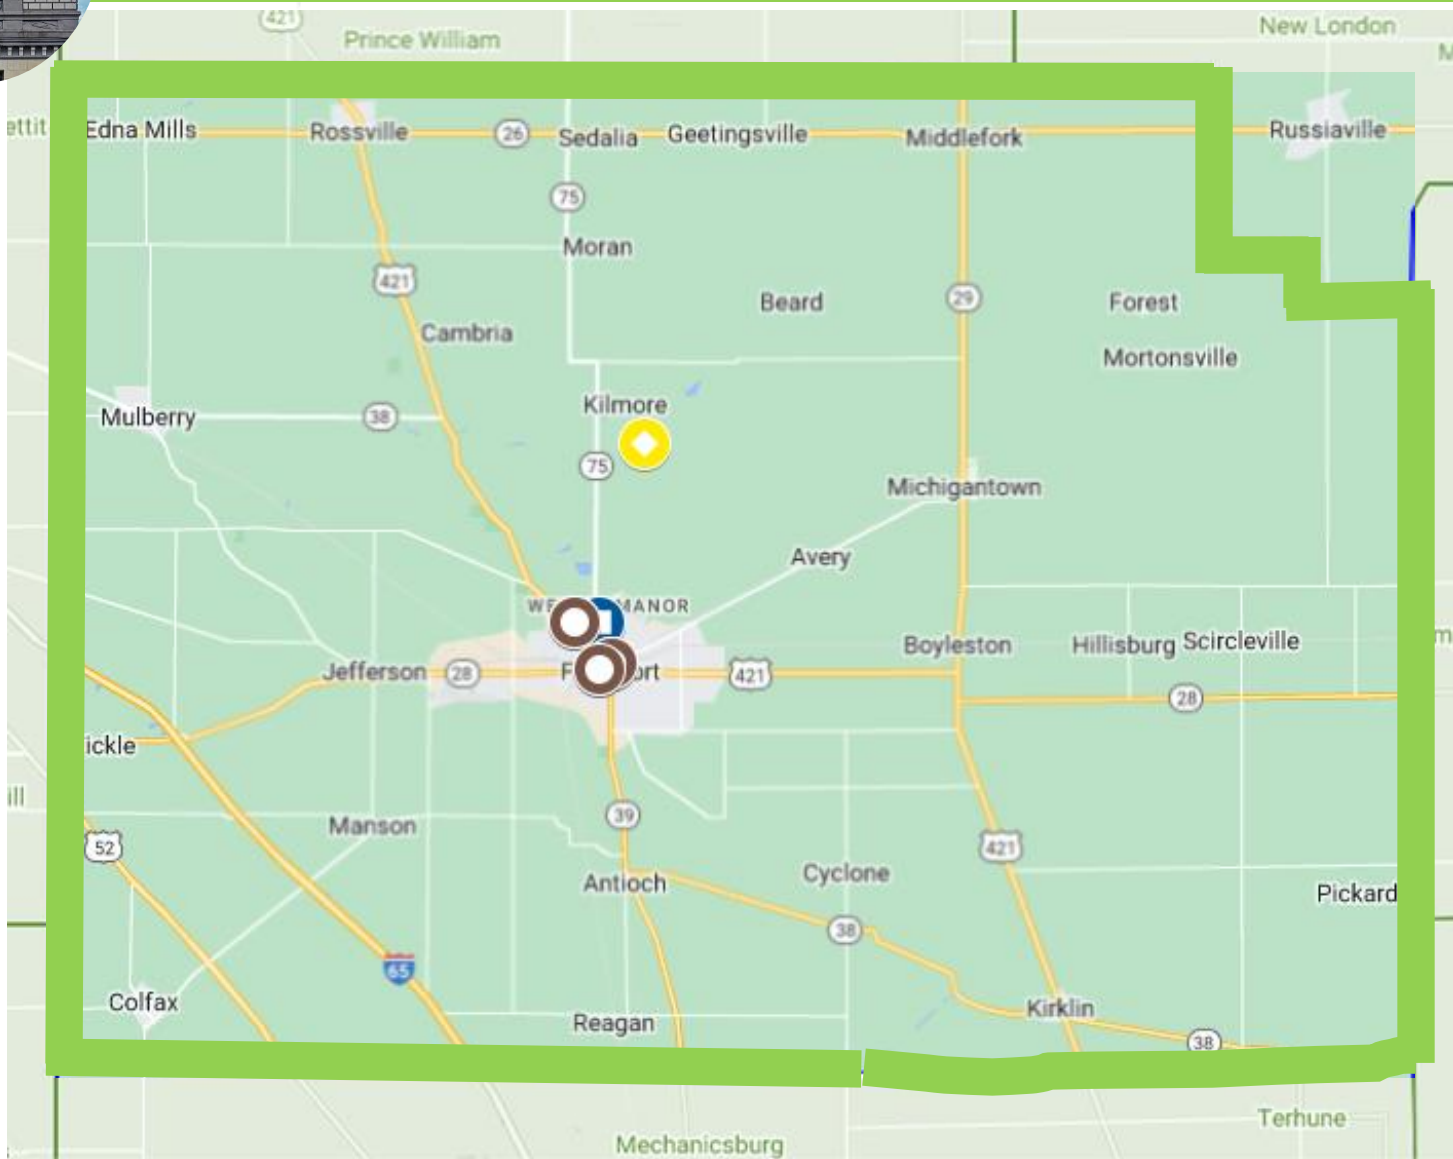 421
New London
Prince William
Edna Mills
Rossville
26
Sedalia
Geetingsville
Middlefork
Russiaville
75
Moran
421
Beard
29
Forest
Cambria
Mortonsville
Kilmore
Mulberry
38
75
Michigantown
Avery
MANOR
Boyleston
Hillisburg
Scircleville
Jefferson
28
421
28
ickle
ill
39
Manson
52
421
Cyclone
Antioch
Pickard
38
65
Colfax
Kirklin
Reagan
38
Terhune
Mechanicsburg